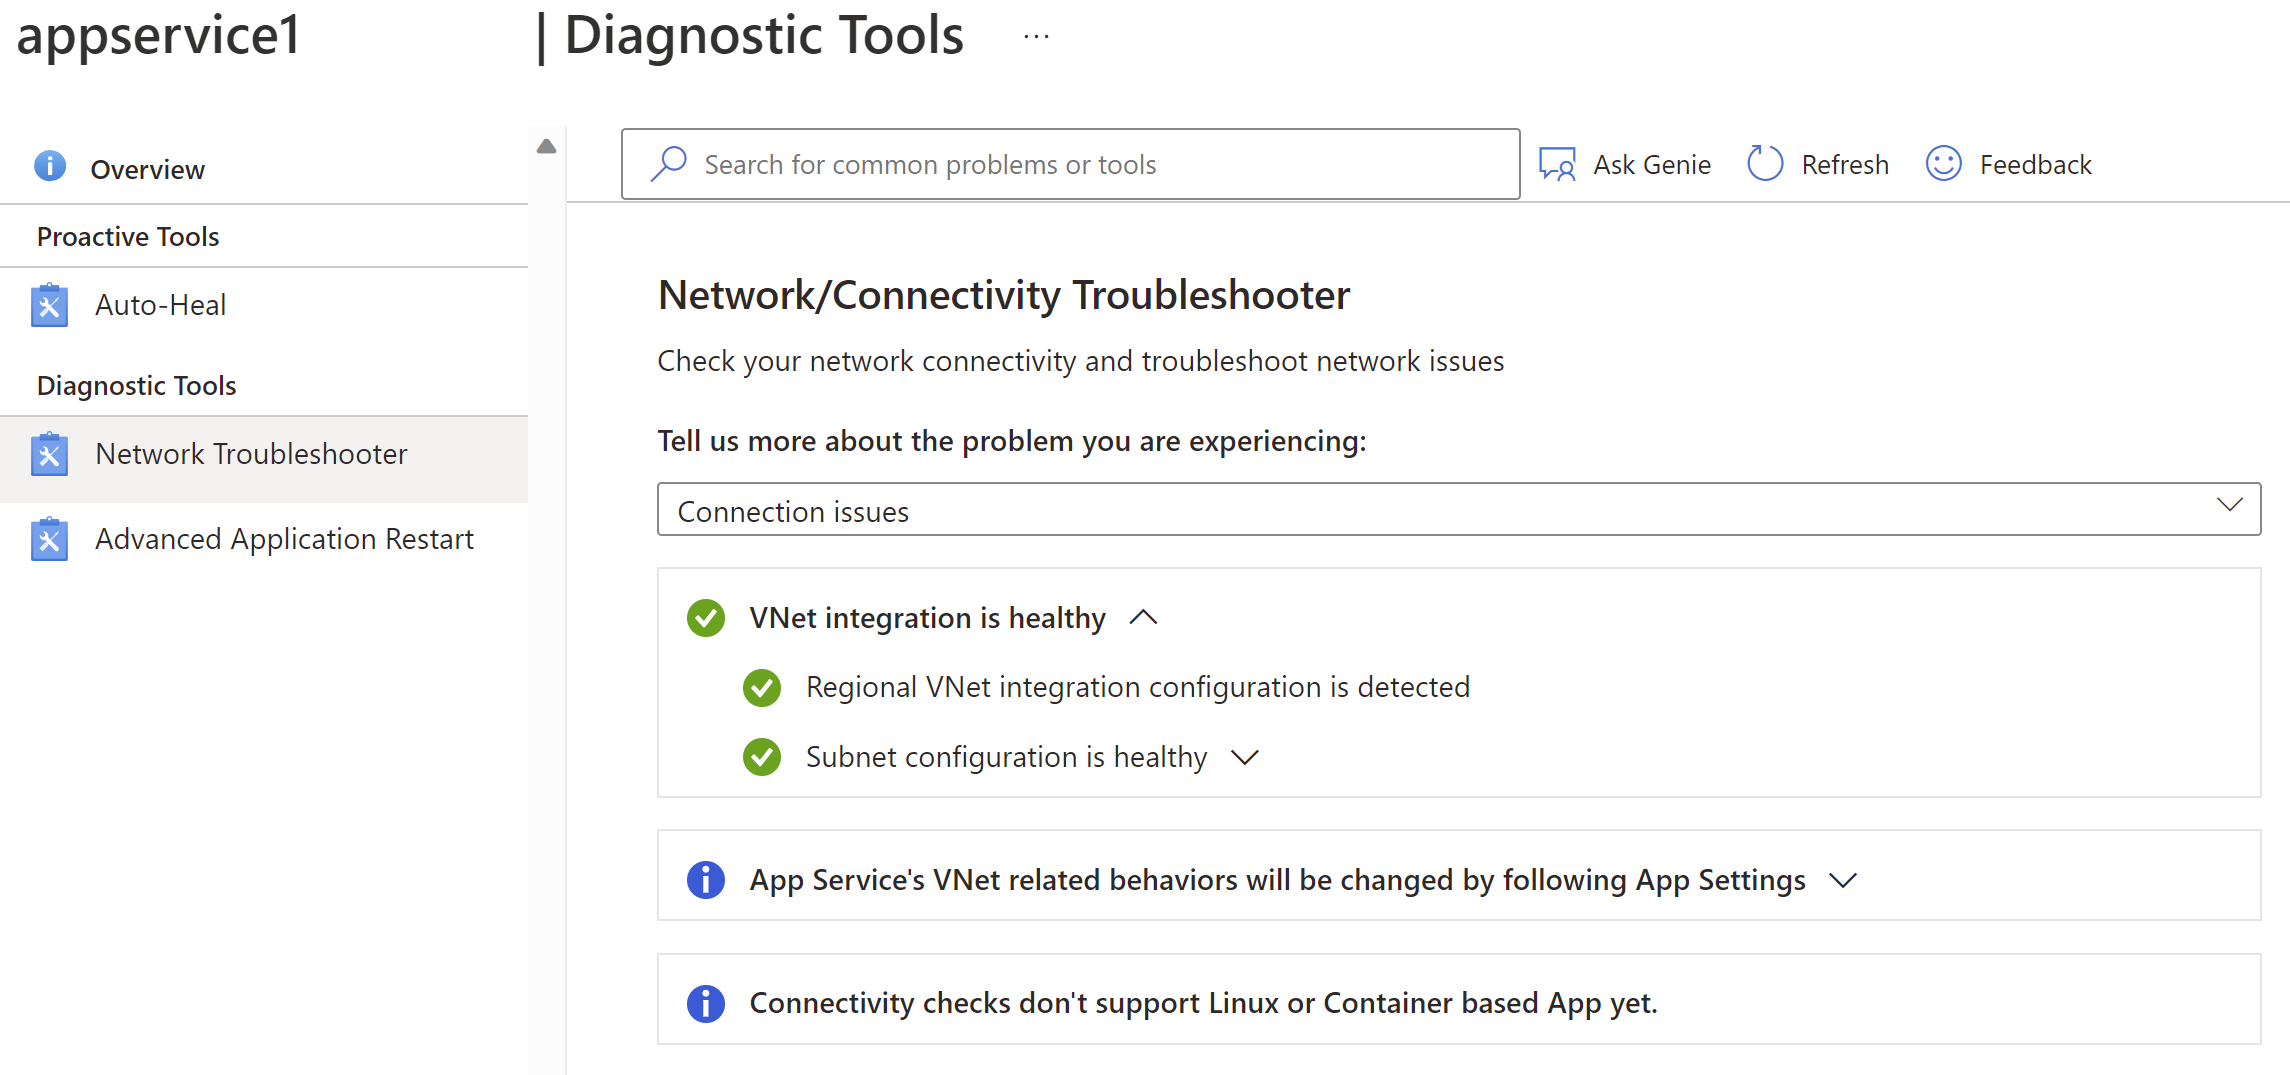 appservice1 | Diagnostic Tools ...
Overview
Proactive Tools
Auto-Heal
Diagnostic Tools
Network Troubleshooter
Advanced Application Restart
Search for common problems or tools
Ask Genie
Refresh
Feedback
Network/Connectivity Troubleshooter
Check your network connectivity and troubleshoot network issues
Tell us more about the problem you are experiencing:
Connection issues
VNet integration is healthy
Regional VNet integration configuration is detected
Subnet configuration is healthy
App Service's VNet related behaviors will be changed by following App Settings
Connectivity checks don't support Linux or Container based App yet.